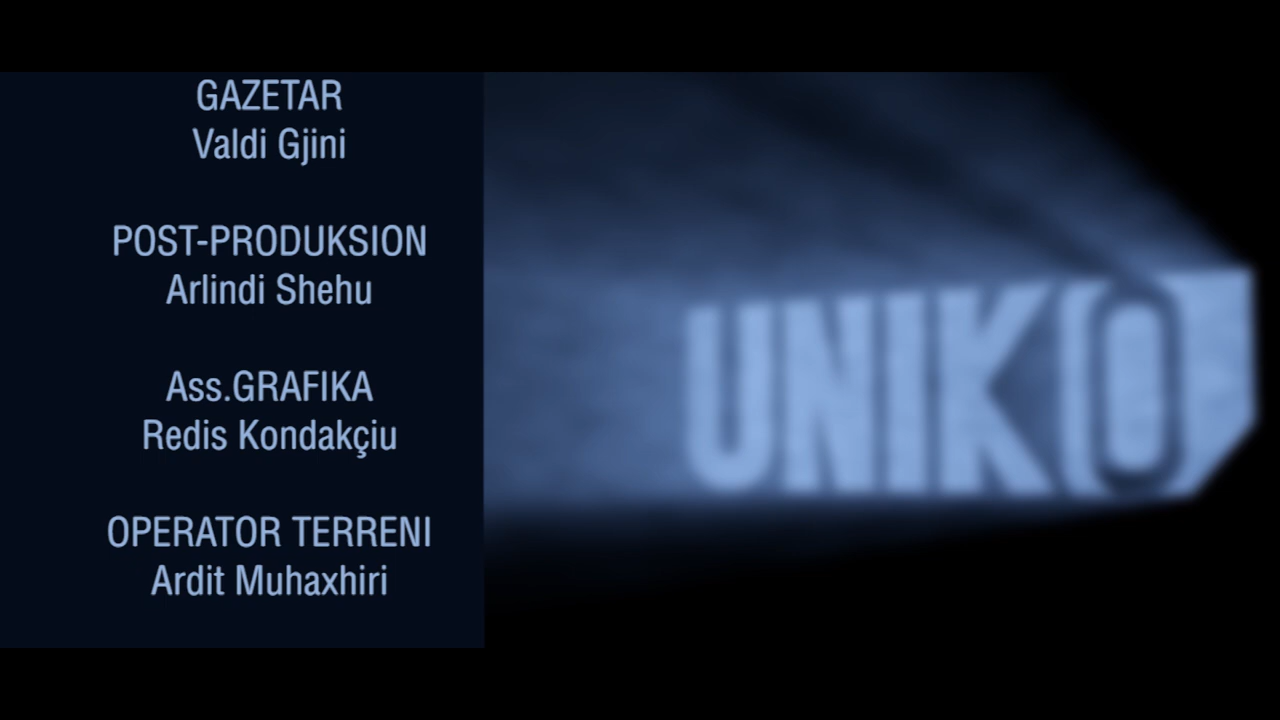 GAZETAR
Valdi Gjini
POST-PRODUKSION
Arlindi Shehu
Ass.GRAFIKA
Redis Kondakçiu
OPERATOR TERRENI
Ardit Muhaxhiri
UNIKO